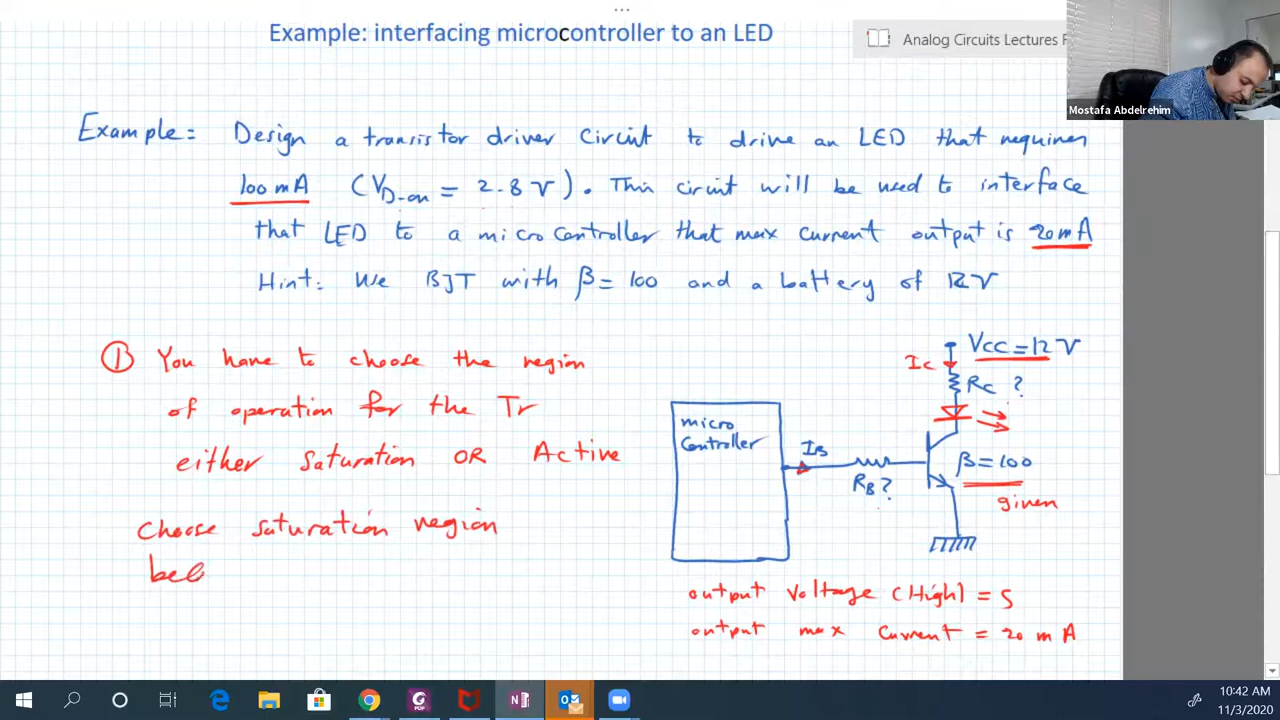 Example: interfacing microcontroller to an LED
Analog Circuits Lectures F
Mostafa Abdelrehim
Example: Design a transistor driver circuit to drive an LED that requires
100 mA (VD-on = 2.8 V). This circuit will be used to interface
that LED to a micro controller that max current output is 20 mA
Hint: Use BJT with β = 100 and a battery of 12 V
① You have to choose the region
of operation for the Tr
either saturation OR Active
Choose saturation region
bec
VCC = 12 V
IC
RC ?
micro
controller
IB
RB ?
β = 100
given
output voltage (High) = 5
output max current = 20 mA
10:42 AM
11/3/2020